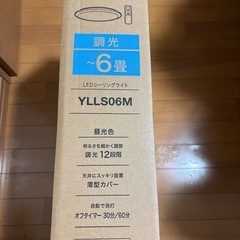 調光
～6畳
LEDシーリングライト
YLLS06M
昼光色
明るさを細かく調節
調光12段階
天井にスッキリ設置
薄型カバー
自動で消灯
オフタイマー30分/60分